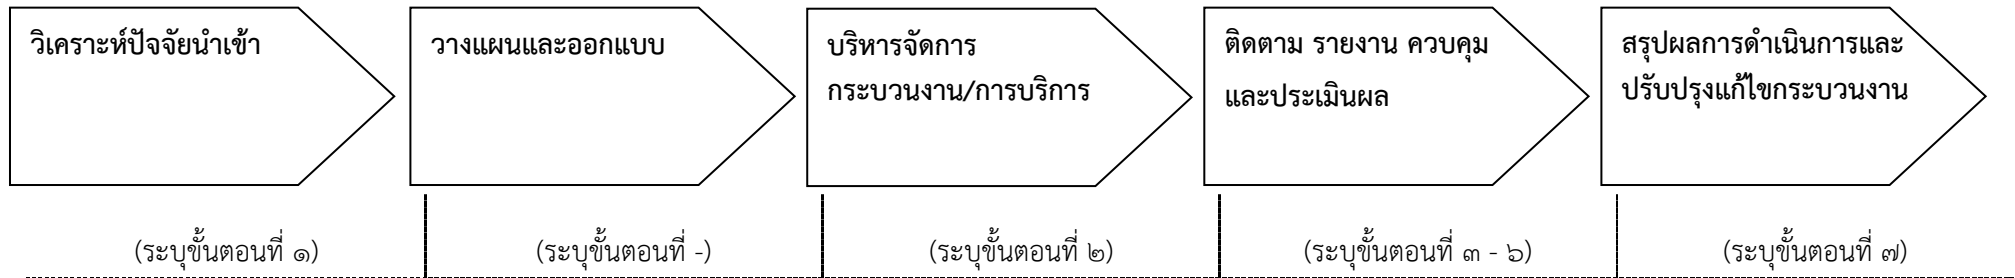 วิเคราะห์ปัจจัยนำเข้า
วางแผนและออกแบบ
บริหารจัดการ
กระบวนงาน/การบริการ
ติดตาม รายงาน ควบคุม
และประเมินผล
สรุปผลการดำเนินการและ
ปรับปรุงแก้ไขกระบวนงาน
(ระบุขั้นตอนที่ ๑)
(ระบุขั้นตอนที่ -)
(ระบุขั้นตอนที่ ๒)
(ระบุขั้นตอนที่ ๓ - ๖)
(ระบุขั้นตอนที่ ๗)